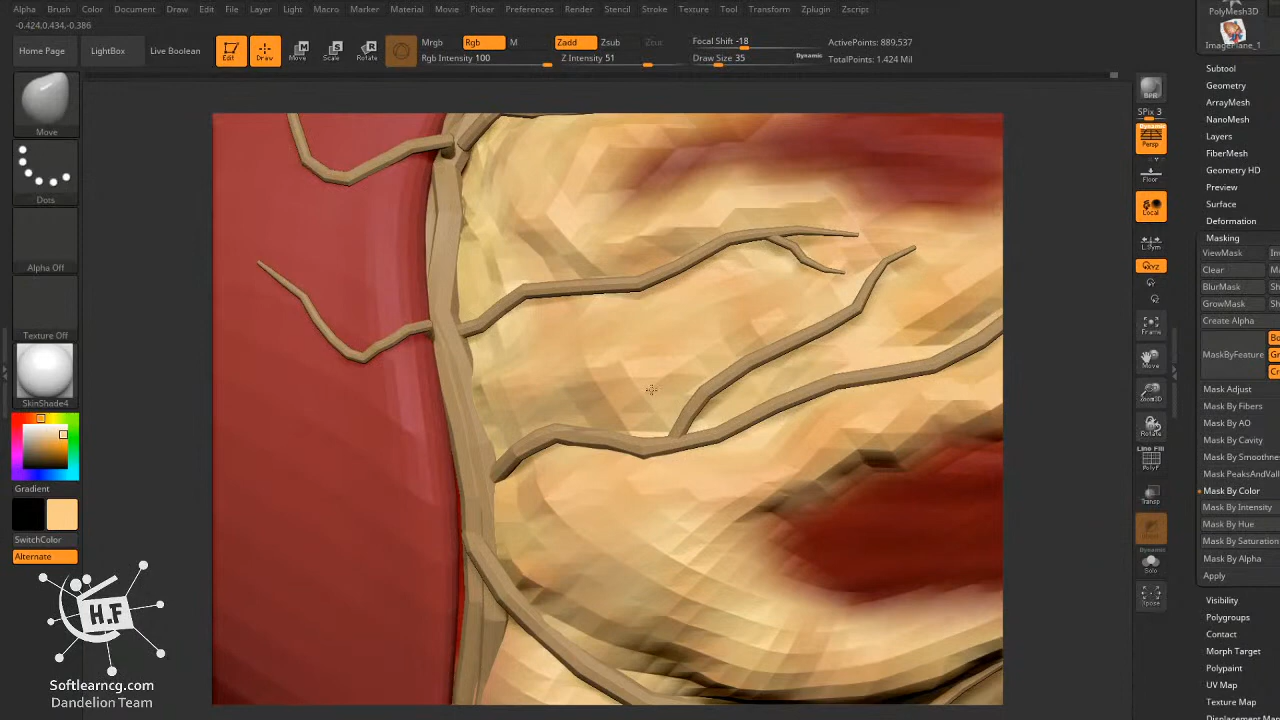 Alpha Brush Color Document Draw Edit File Layer Light Macro Marker Material Movie Picker Preferences Render Stencil Stroke Texture Tool Transform Zplugin Zscript
-0.424,0.434,-0.386
Home Page LightBox Live Boolean Edit Draw Move Scale Rotate
Mrgb Rgb M Zadd Zsub Zcut
Rgb Intensity 100 Z Intensity 51
Focal Shift -18
Draw Size 35 Dynamic
ActivePoints: 889,537
TotalPoints: 1.424 Mil
Move
Dots
Alpha Off
Texture Off
SkinShade4
Gradient
SwitchColor
Alternate
H.F
Softlearncg.com
Dandelion Team
BPR
SPix 3
Dynamic
Persp
Floor
Local
L.Sym
XYZ
Frame
Move
Zoom3D
Rotate
Line Fill
PolyF
Transp
Dynamic
Solo
Xpose
PolyMesh3D
ImagePlane_1
Subtool
Geometry
ArrayMesh
NanoMesh
Layers
FiberMesh
Geometry HD
Preview
Surface
Deformation
Masking
ViewMask
Clear
BlurMask
GrowMask
Create Alpha
MaskByFeature
Mask Adjust
Mask By Fibers
Mask By AO
Mask By Cavity
Mask By Smoothne
Mask PeaksAndVall
Mask By Color
Mask By Intensity
Mask By Hue
Mask By Saturation
Mask By Alpha
Apply
Visibility
Polygroups
Contact
Morph Target
Polypaint
UV Map
Texture Map